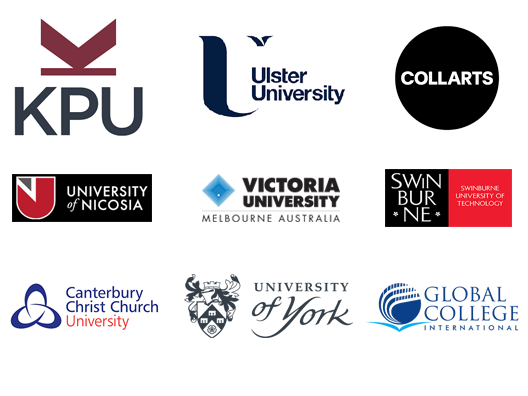 KPU
Ulster
University
COLLARTS
UNIVERSITY
of NICOSIA
VICTORIA
UNIVERSITY
MELBOURNE AUSTRALIA
SWiN
BUR
NE
SWINBURNE
UNIVERSITY OF
TECHNOLOGY
Canterbury
Christ Church
University
UNIVERSITY
of York
GLOBAL
COLLEGE
INTERNATIONAL